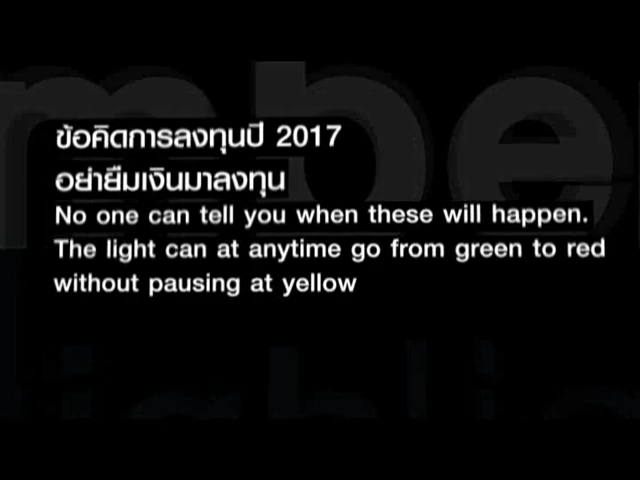 ข้อคิดการลงทุนปี 2017
อย่ายืมเงินมาลงทุน
No one can tell you when these will happen.
The light can at anytime go from green to red
without pausing at yellow